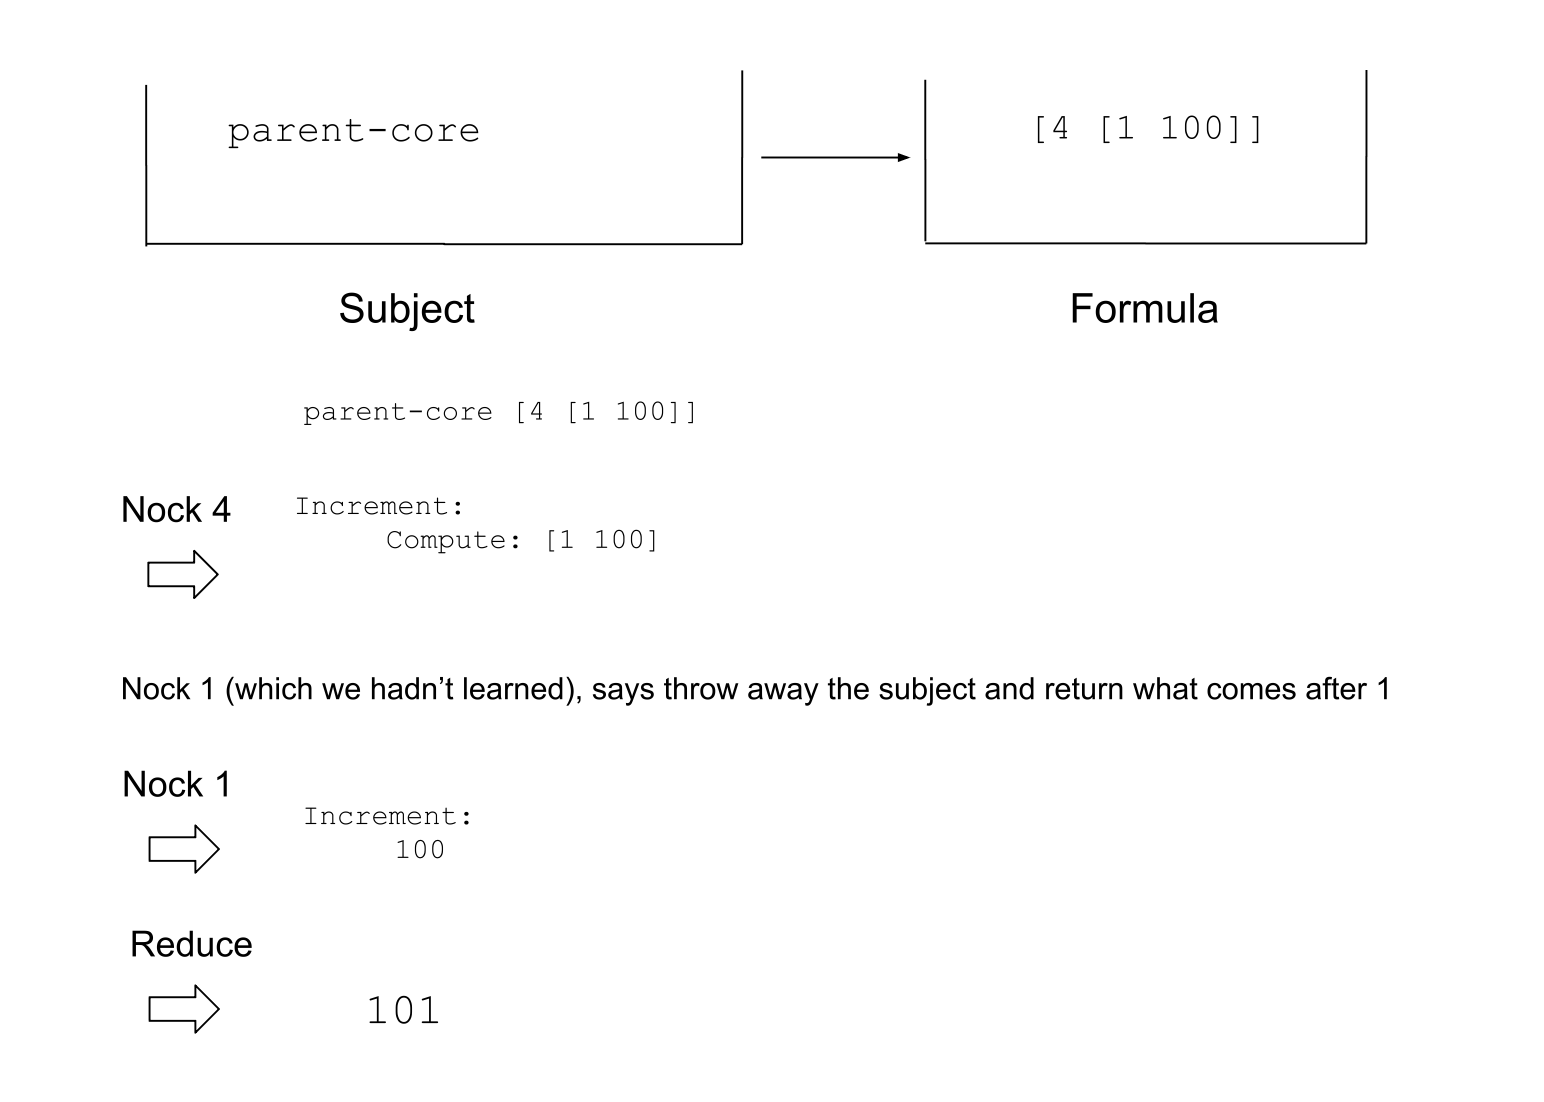 parent-core
[4 [1 100]]
Subject
Formula
parent-core [4 [1 100]]
Nock 4
Increment:
Compute: [1 100]
Nock 1 (which we hadn’t learned), says throw away the subject and return what comes after 1
Nock 1
Increment:
100
Reduce
101